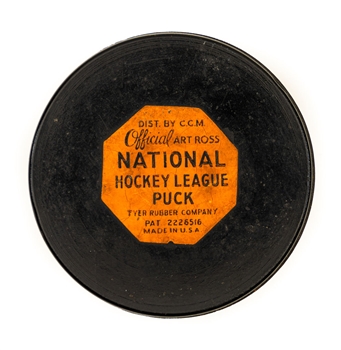 DIST. BY C.C.M.
Official ART ROSS
NATIONAL
HOCKEY LEAGUE
PUCK
TYER RUBBER COMPANY
PAT. 2226516
MADE IN U.S.A